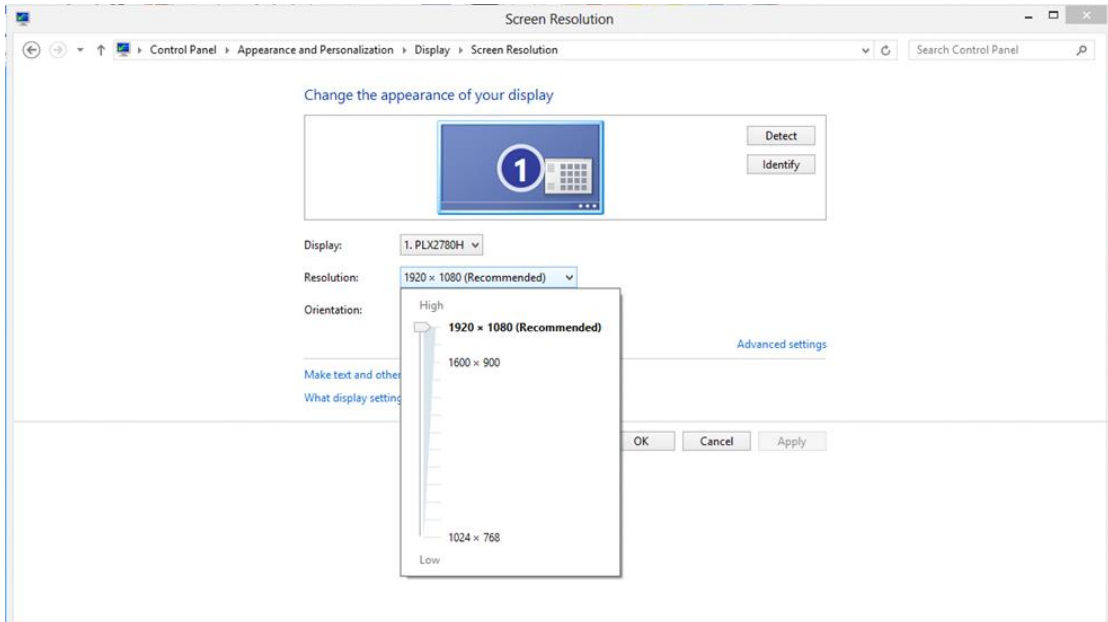 Screen Resolution
Control Panel Appearance and Personalization Display Screen Resolution
Search Control Panel
Change the appearance of your display
1
Detect
Identify
Display: 1. PLX2780H
Resolution: 1920 × 1080 (Recommended)
Orientation:
High
1920 × 1080 (Recommended)
1600 × 900
1024 × 768
Low
Advanced settings
Make text and other
What display setting
OK Cancel Apply